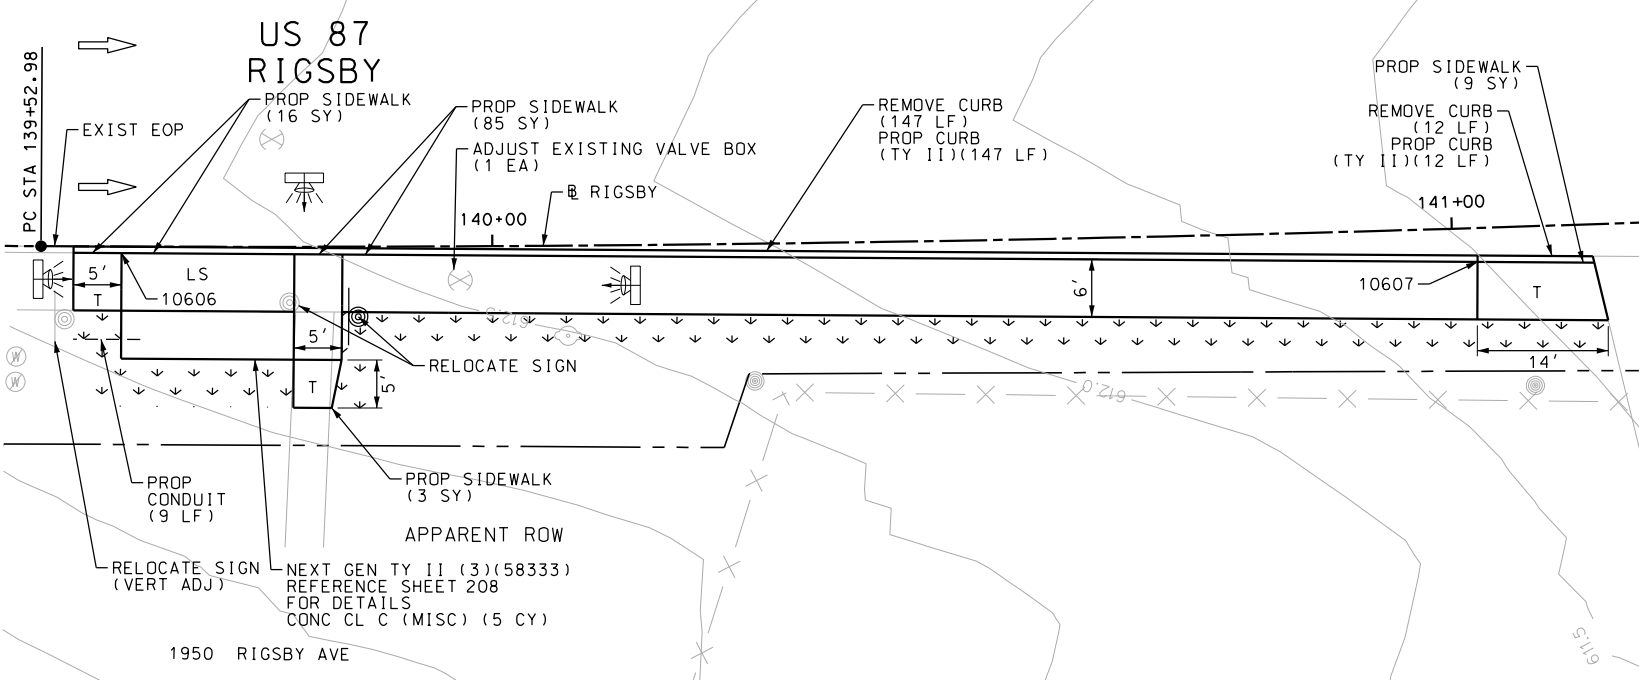 US 87
RIGSBY
PC STA 139+52.98
EXIST EOP
PROP SIDEWALK
(16 SY)
PROP SIDEWALK
(85 SY)
ADJUST EXISTING VALVE BOX
(1 EA)
℄ RIGSBY
140+00
REMOVE CURB
(147 LF)
PROP CURB
(TY II)(147 LF)
PROP SIDEWALK
(9 SY)
REMOVE CURB
(12 LF)
PROP CURB
(TY II)(12 LF)
141+00
5'
T
LS
10606
6'
10607
T
14'
612.5
5'
T
5'
RELOCATE SIGN
W
W
612.0
PROP SIDEWALK
(3 SY)
PROP
CONDUIT
(9 LF)
APPARENT ROW
RELOCATE SIGN
(VERT ADJ)
NEXT GEN TY II (3)(58333)
REFERENCE SHEET 208
FOR DETAILS
CONC CL C (MISC) (5 CY)
611.5
1950 RIGSBY AVE